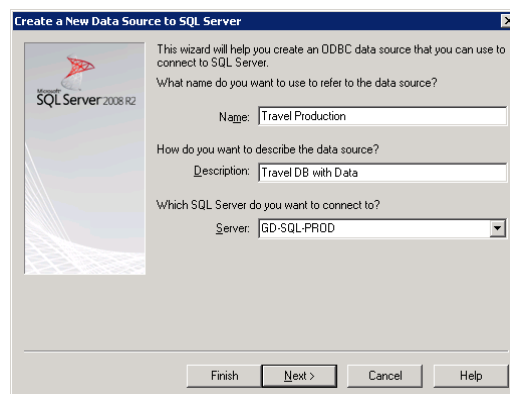 Create a New Data Source to SQL Server
This wizard will help you create an ODBC data source that you can use to
connect to SQL Server.
What name do you want to use to refer to the data source?
Microsoft
SQL Server 2008 R2
Name: Travel Production
How do you want to describe the data source?
Description: Travel DB with Data
Which SQL Server do you want to connect to?
Server: GD-SQL-PROD
Finish Next > Cancel Help